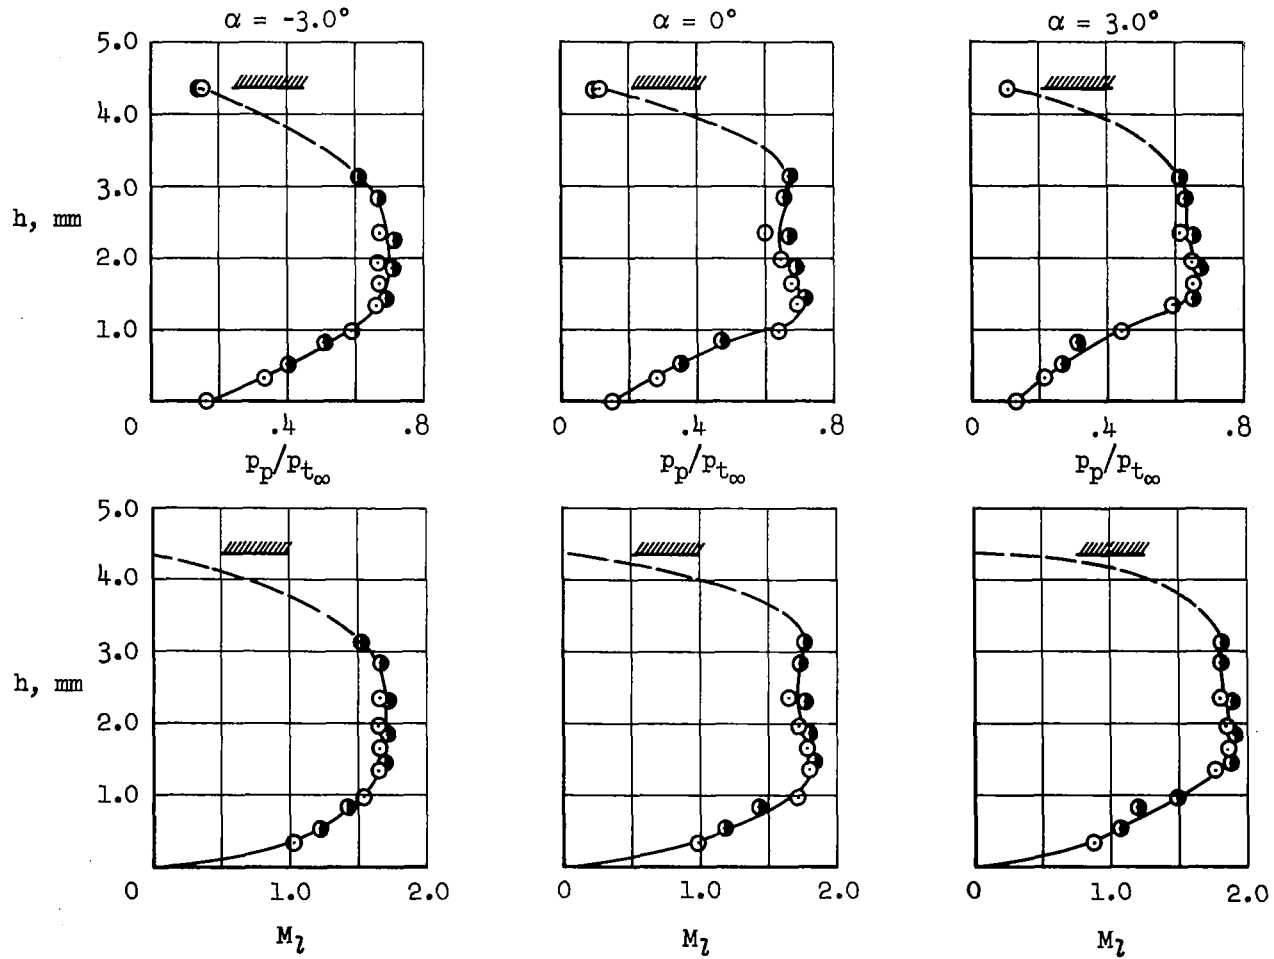 α = -3.0° α = 0° α = 3.0°
5.0
4.0
3.0
h, mm
2.0
1.0
0 .4 .8 0 .4 .8 0 .4 .8
p_p/p_t∞ p_p/p_t∞ p_p/p_t∞
5.0
4.0
3.0
h, mm
2.0
1.0
0 1.0 2.0 0 1.0 2.0 0 1.0 2.0
M_l M_l M_l